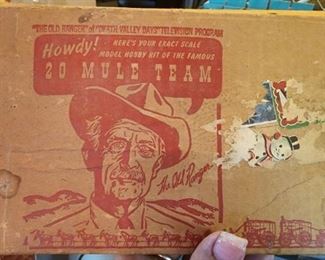 "THE OLD RANGER" of "DEATH VALLEY DAYS" TELEVISION PROGRAM
Howdy!
- HERE'S YOUR EXACT SCALE
MODEL HOBBY KIT OF THE FAMOUS
20 MULE TEAM
The Old Ranger